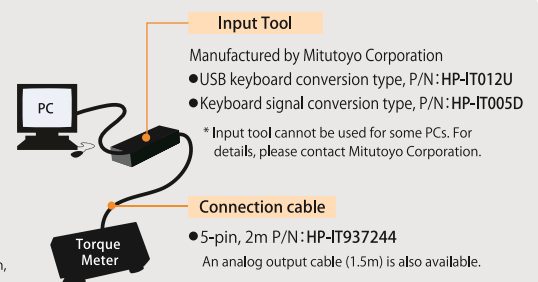 Input Tool
Manufactured by Mitutoyo Corporation
●USB keyboard conversion type, P/N:HP-IT012U
●Keyboard signal conversion type, P/N:HP-IT005D
* Input tool cannot be used for some PCs. For
details, please contact Mitutoyo Corporation.
PC
Connection cable
●5-pin, 2m P/N:HP-IT937244
An analog output cable (1.5m) is also available.
Torque
Meter